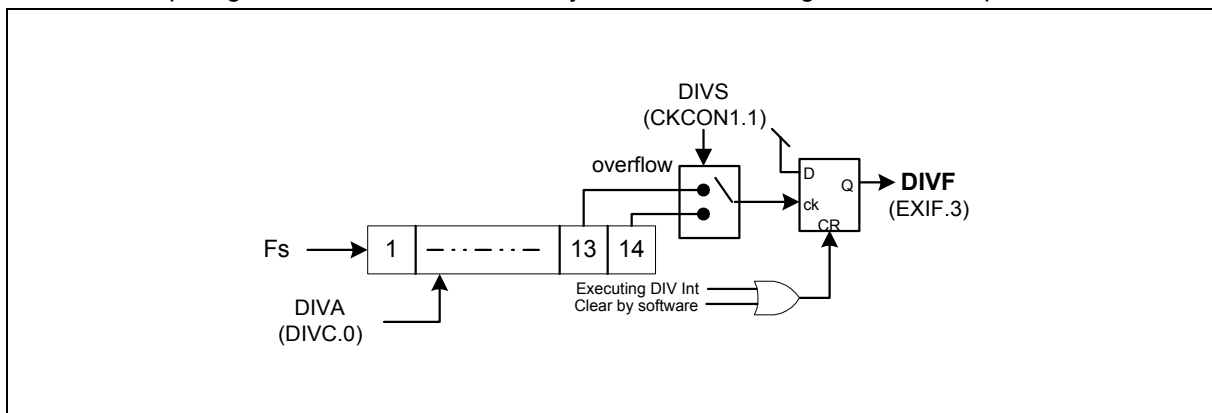 DIVS
(CKCON1.1)
overflow
D
Q
DIVF
ck
(EXIF.3)
CR
Fs
1
13
14
Executing DIV Int
Clear by software
DIVA
(DIVC.0)